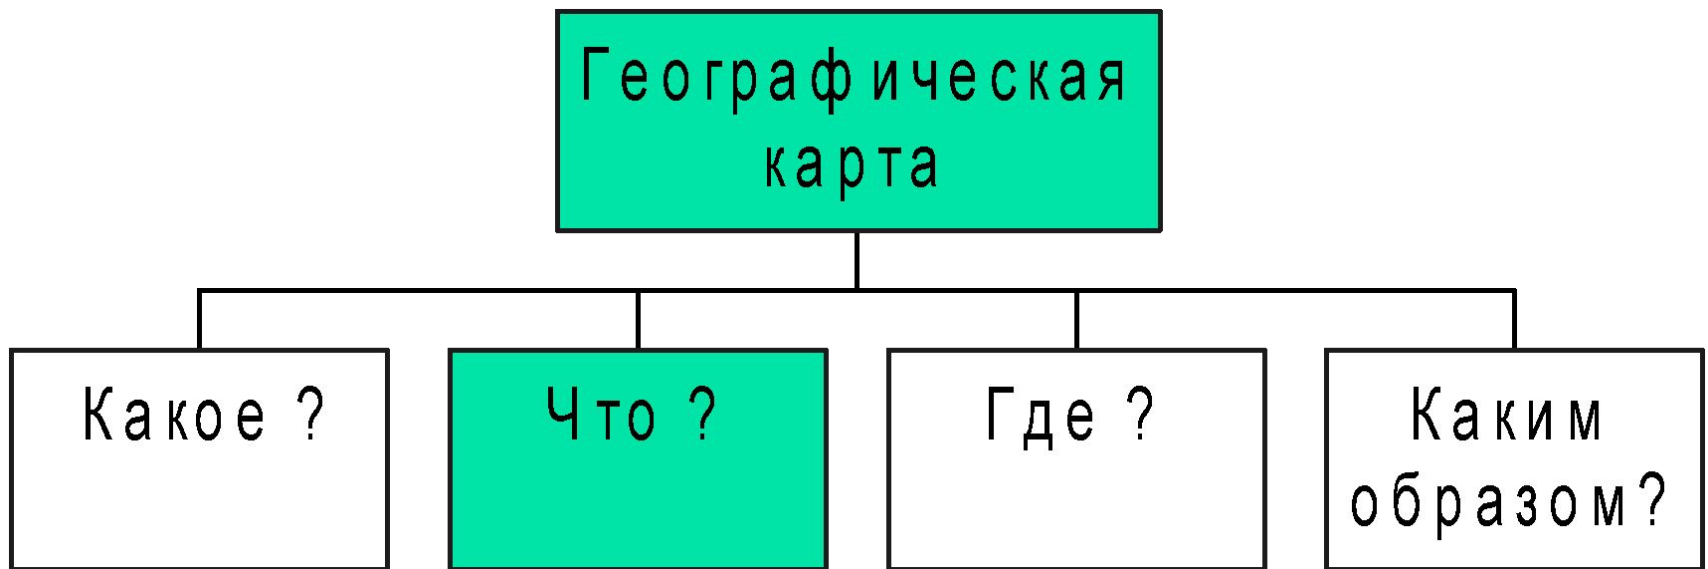 Географическая
карта
Какое ?
Что ?
Где ?
Каким
образом?